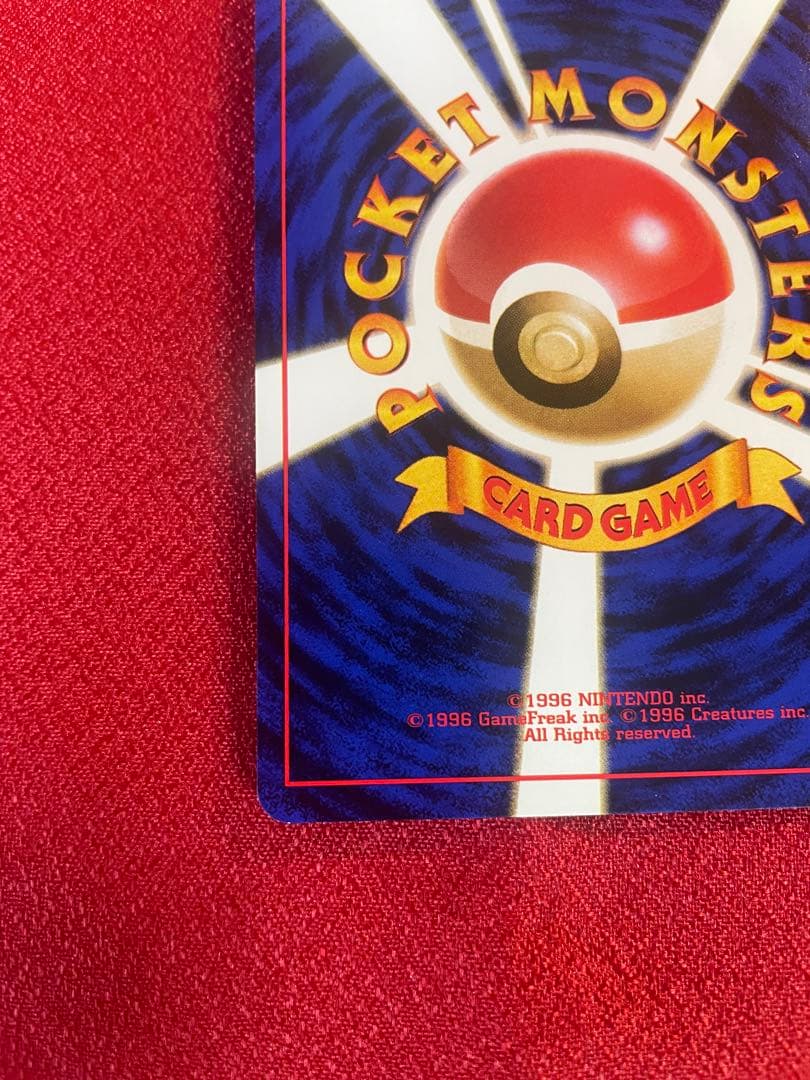 POCKET MONSTERS
CARD GAME
©1996 NINTENDO inc.
©1996 GameFreak inc. ©1996 Creatures inc
All Rights reserved.